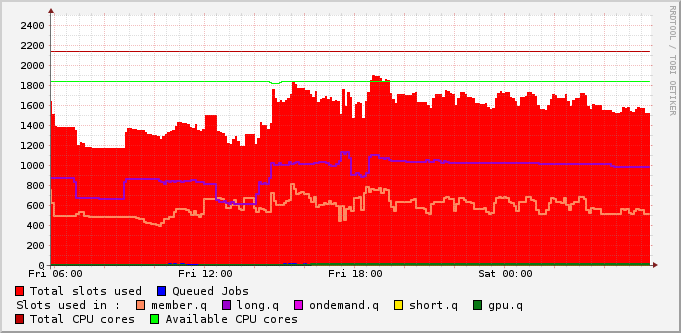 2400
2200
2000
1800
1600
1400
1200
1000
800
600
400
200
0
Fri 06:00 Fri 12:00 Fri 18:00 Sat 00:00
Total slots used Queued Jobs
Slots used in : member.q long.q ondemand.q short.q gpu.q
Total CPU cores Available CPU cores
RRDTOOL / TOBI OETIKER